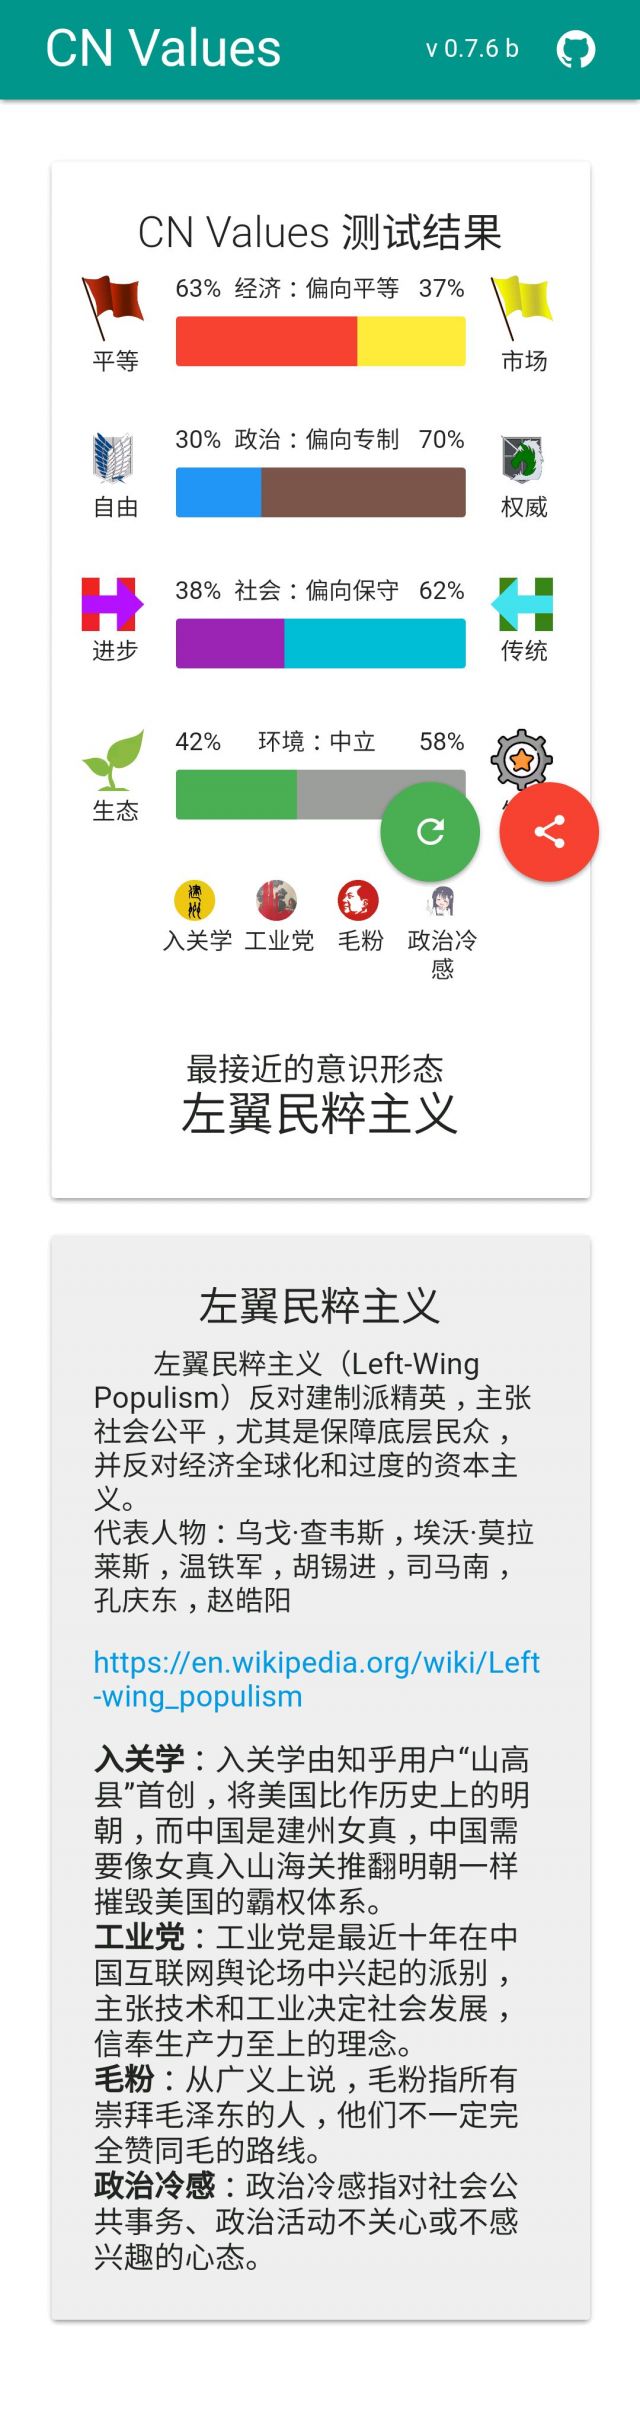 CN Values
v 0.7.6 b
CN Values 测试结果
63% 经济：偏向平等 37%
平等
市场
30% 政治：偏向专制 70%
自由
权威
38% 社会：偏向保守 62%
进步
传统
42% 环境：中立 58%
生态
入关学 工业党 毛粉 政治冷
感
最接近的意识形态
左翼民粹主义
左翼民粹主义
左翼民粹主义（Left-Wing
Populism）反对建制派精英，主张
社会公平，尤其是保障底层民众，
并反对经济全球化和过度的资本主
义。
代表人物：乌戈·查韦斯，埃沃·莫拉
莱斯，温铁军，胡锡进，司马南，
孔庆东，赵皓阳
https://en.wikipedia.org/wiki/Left
-wing_populism
入关学：入关学由知乎用户“山高
县”首创，将美国比作历史上的明
朝，而中国是建州女真，中国需
要像女真入山海关推翻明朝一样
摧毁美国的霸权体系。
工业党：工业党是最近十年在中
国互联网舆论场中兴起的派别，
主张技术和工业决定社会发展，
信奉生产力至上的理念。
毛粉：从广义上说，毛粉指所有
崇拜毛泽东的人，他们不一定完
全赞同毛的路线。
政治冷感：政治冷感指对社会公
共事务、政治活动不关心或不感
兴趣的心态。